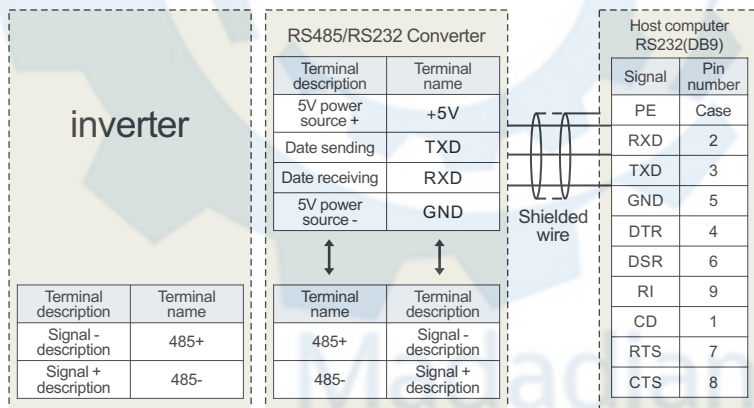 inverter
Terminal description Terminal name
Signal - description 485+
Signal + description 485-
RS485/RS232 Converter
Terminal description Terminal name
5V power source + +5V
Date sending TXD
Date receiving RXD
5V power source - GND
Terminal name Terminal description
485+ Signal - description
485- Signal + description
Shielded
wire
Host computer
RS232(DB9)
Signal Pin number
PE Case
RXD 2
TXD 3
GND 5
DTR 4
DSR 6
RI 9
CD 1
RTS 7
CTS 8
Madadian